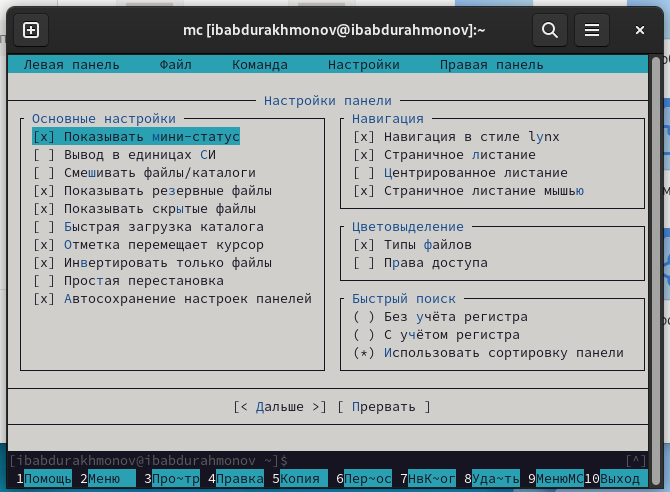 mc [ibabdurakhmonov@ibabdurahmonov]:~
Левая панель Файл Команда Настройки Правая панель
Настройки панели
Основные настройки
[x] Показывать мини-статус
[ ] Вывод в единицах СИ
[ ] Смешивать файлы/каталоги
[x] Показывать резервные файлы
[x] Показывать скрытые файлы
[ ] Быстрая загрузка каталога
[x] Отметка перемещает курсор
[x] Инвертировать только файлы
[ ] Простая перестановка
[x] Автосохранение настроек панелей
Навигация
[x] Навигация в стиле lynx
[x] Страничное листание
[ ] Центрированное листание
[x] Страничное листание мышью
Цветовыделение
[x] Типы файлов
[ ] Права доступа
Быстрый поиск
( ) Без учёта регистра
( ) С учётом регистра
(*) Использовать сортировку панели
[< Дальше >] [ Прервать ]
[ibabdurakhmonov@ibabdurahmonov ~]$ [^]
1Помощь 2Меню 3Про~тр 4Правка 5Копия 6Пер~ос 7НвК~ог 8Уда~ть 9МенюMC 10Выход